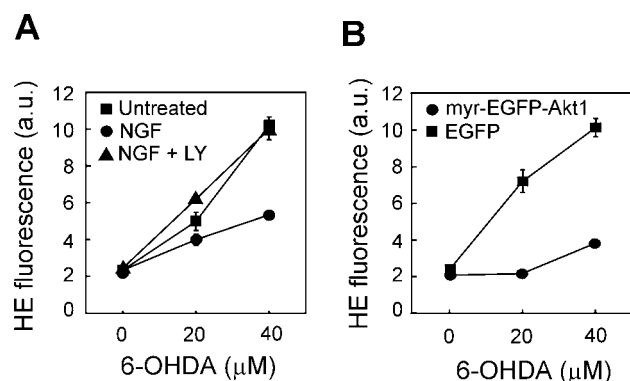 A
HE fluorescence (a.u.)
12
10
8
6
4
2
0
Untreated
NGF
NGF + LY
0 20 40
6-OHDA (μM)
B
HE fluorescence (a.u.)
12
10
8
6
4
2
0
myr-EGFP-Akt1
EGFP
0 20 40
6-OHDA (μM)